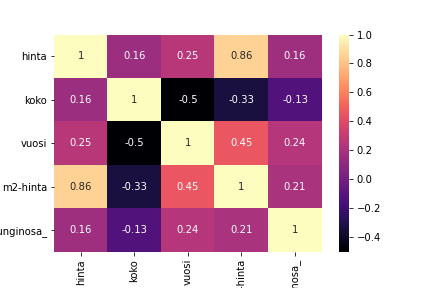 hinta 1 0.16 0.25 0.86 0.16
koko 0.16 1 -0.5 -0.33 -0.13
vuosi 0.25 -0.5 1 0.45 0.24
m2-hinta 0.86 -0.33 0.45 1 0.21
unginosa_ 0.16 -0.13 0.24 0.21 1
hinta koko vuosi -hinta nosa_
1.0
0.8
0.6
0.4
0.2
0.0
−0.2
−0.4